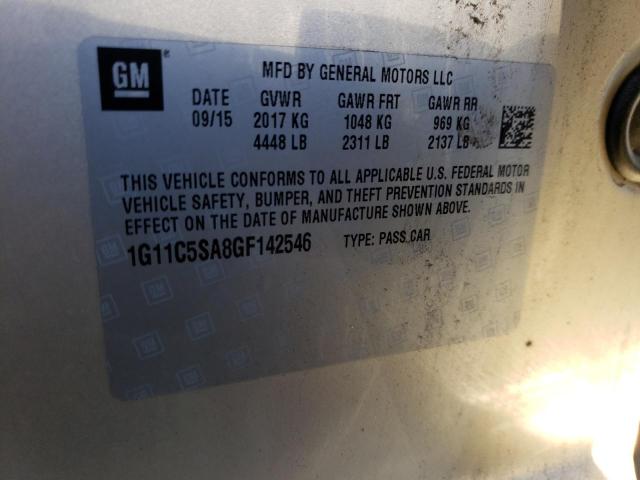 GM
MFD BY GENERAL MOTORS LLC
DATE GVWR GAWR FRT GAWR RR
09/15 2017 KG 1048 KG 969 KG
4448 LB 2311 LB 2137 LB
THIS VEHICLE CONFORMS TO ALL APPLICABLE U.S. FEDERAL MOTOR
VEHICLE SAFETY, BUMPER, AND THEFT PREVENTION STANDARDS IN
EFFECT ON THE DATE OF MANUFACTURE SHOWN ABOVE.
1G11C5SA8GF142546 TYPE: PASS CAR